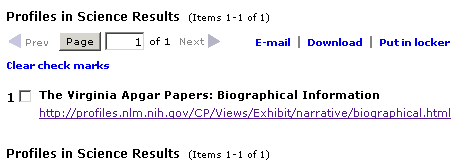 Profiles in Science Results (Items 1-1 of 1)
Prev Page 1 of 1 Next E-mail | Download | Put in locker
Clear check marks
1 The Virginia Apgar Papers: Biographical Information
http://profiles.nlm.nih.gov/CP/Views/Exhibit/narrative/biographical.html
Profiles in Science Results (Items 1-1 of 1)